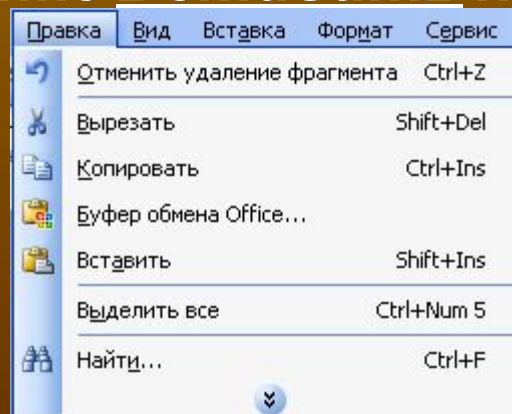 Правка Вид Вставка Формат Сервис
Отменить удаление фрагмента Ctrl+Z
Вырезать Shift+Del
Копировать Ctrl+Ins
Буфер обмена Office...
Вставить Shift+Ins
Выделить все Ctrl+Num 5
Найти... Ctrl+F